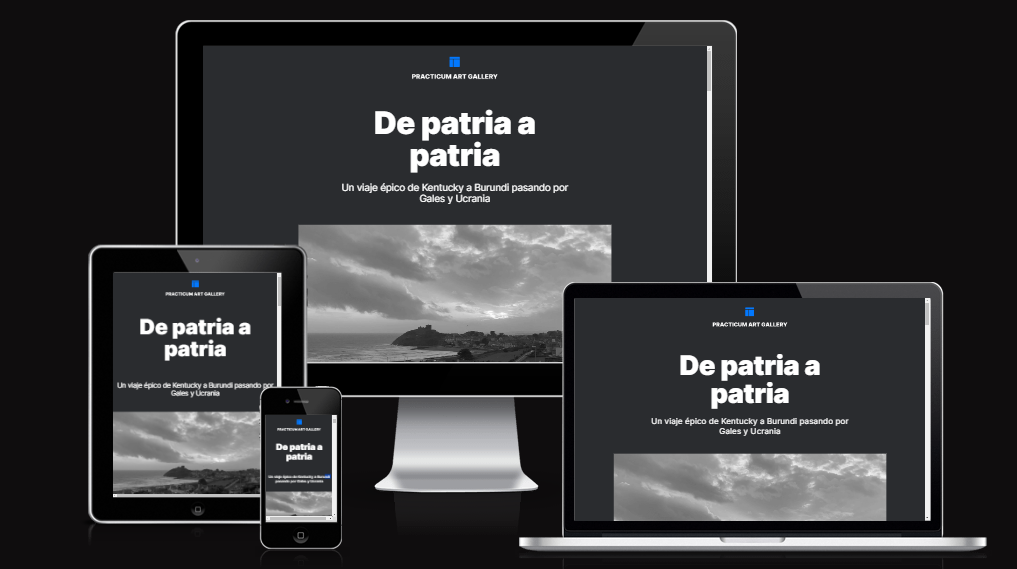 PRACTICUM ART GALLERY
De patria a
patria
Un viaje épico de Kentucky a Burundi pasando por
Gales y Ucrania
PRACTICUM ART GALLERY
De patria a
patria
Un viaje épico de Kentucky a Burundi pasando por
Gales y Ucrania
PRACTICUM ART GALLERY
De patria a
patria
Un viaje épico de Kentucky a Burundi
pasando por Gales y Ucrania
PRACTICUM ART GALLERY
De patria a
patria
Un viaje épico de Kentucky a Burundi pasando por
Gales y Ucrania